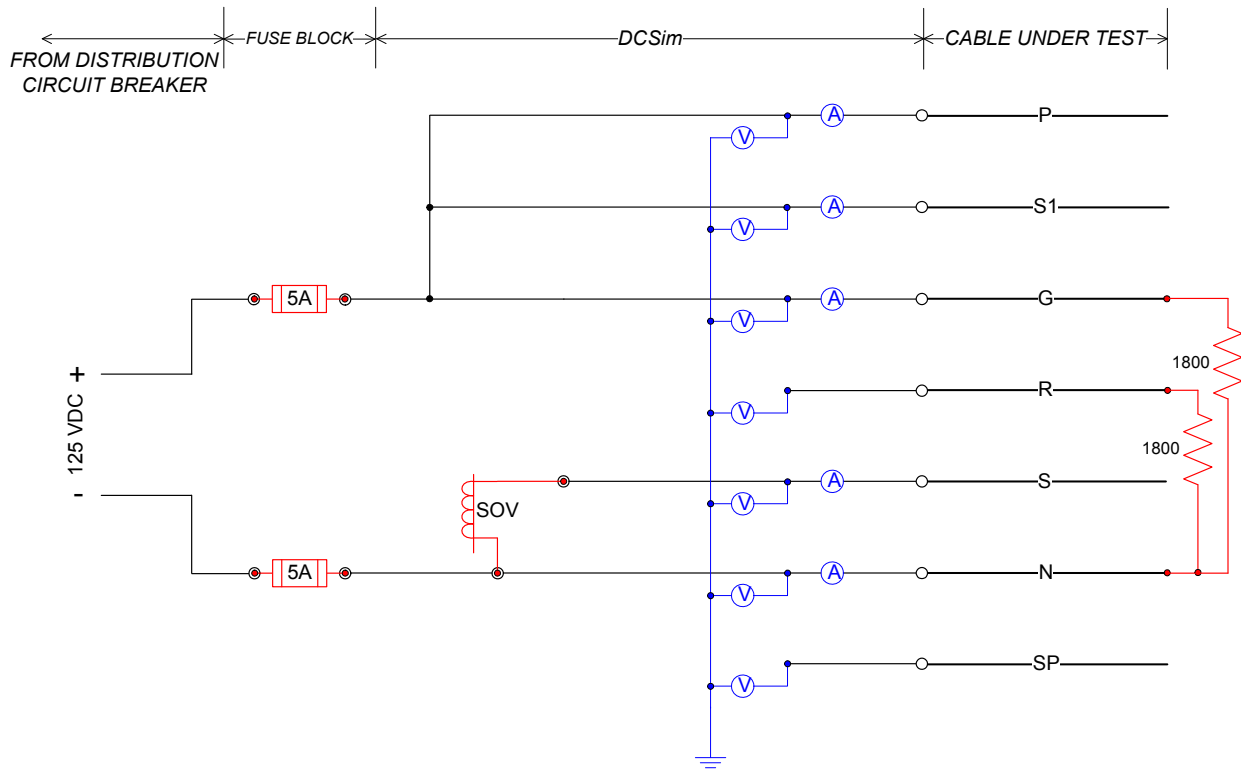 FROM DISTRIBUTION
CIRCUIT BREAKER
FUSE BLOCK
DCSim
CABLE UNDER TEST
V
A
P
V
A
S1
5A
V
A
G
1800
125 VDC
+
-
V
R
1800
SOV
V
A
S
5A
V
A
N
V
SP